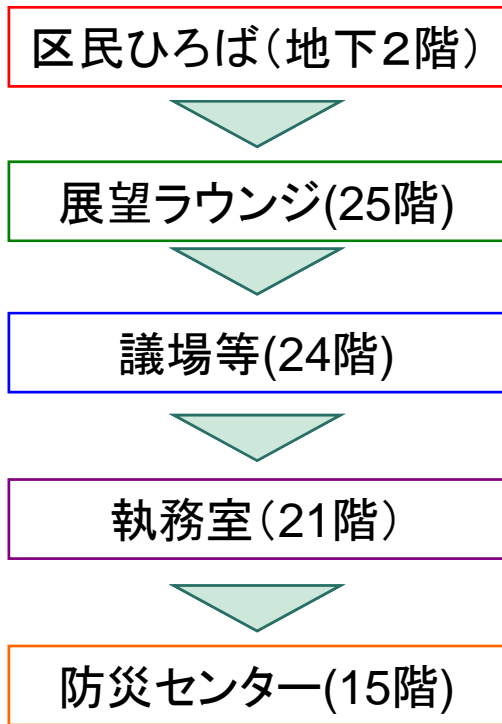 区民ひろば（地下２階）
展望ラウンジ(25階)
議場等(24階)
執務室（21階）
防災センター(15階)